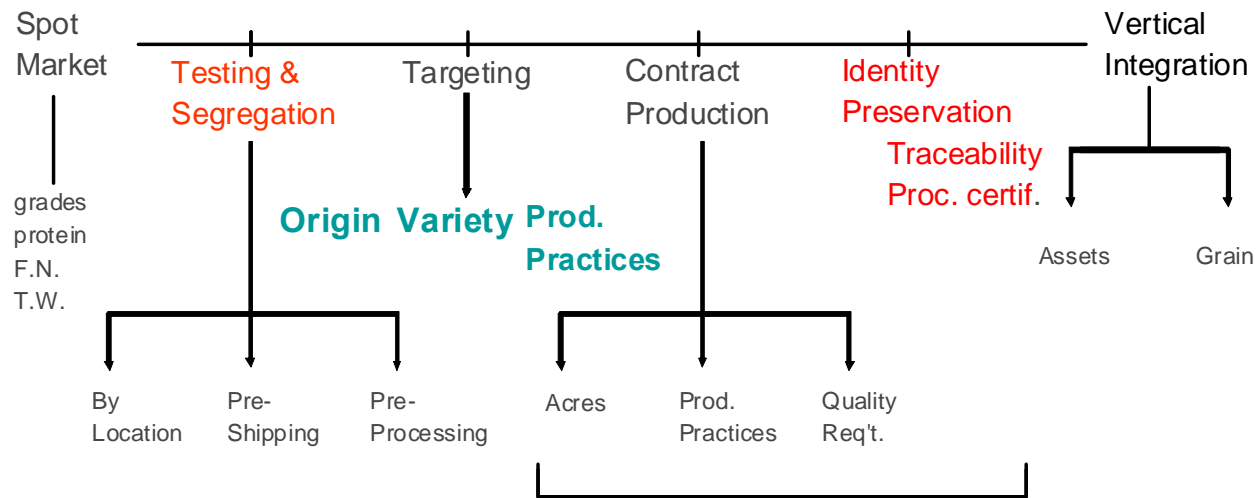 Spot
Market
Testing &
Segregation
Targeting
Contract
Production
Identity
Preservation
Traceability
Proc. certif.
Vertical
Integration
grades
protein
F.N.
T.W.
Origin Variety Prod.
Practices
Assets
Grain
By
Location
Pre-
Shipping
Pre-
Processing
Acres
Prod.
Practices
Quality
Req't.